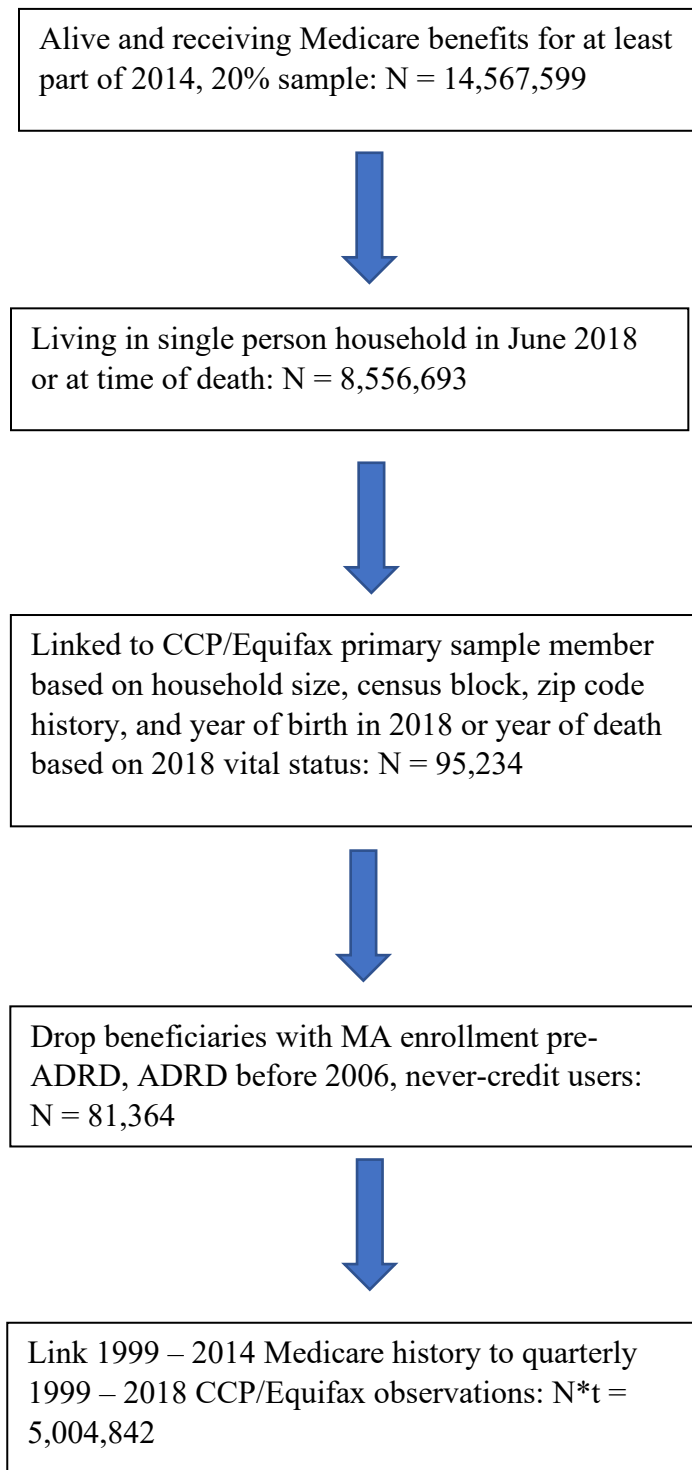 Alive and receiving Medicare benefits for at least
part of 2014, 20% sample: N = 14,567,599
Living in single person household in June 2018
or at time of death: N = 8,556,693
Linked to CCP/Equifax primary sample member
based on household size, census block, zip code
history, and year of birth in 2018 or year of death
based on 2018 vital status: N = 95,234
Drop beneficiaries with MA enrollment pre-
ADRD, ADRD before 2006, never-credit users:
N = 81,364
Link 1999 – 2014 Medicare history to quarterly
1999 – 2018 CCP/Equifax observations: N*t =
5,004,842